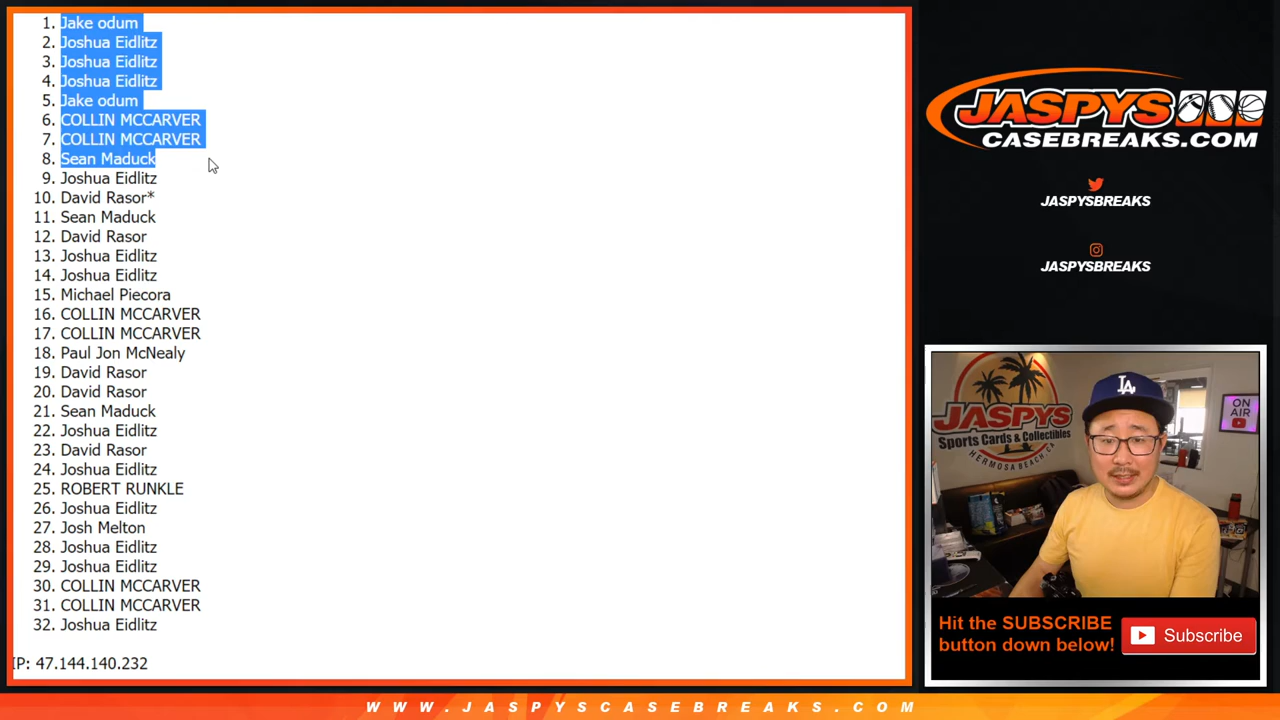 1. Jake odum
2. Joshua Eidlitz
3. Joshua Eidlitz
4. Joshua Eidlitz
5. Jake odum
6. COLLIN MCCARVER
7. COLLIN MCCARVER
8. Sean Maduck
9. Joshua Eidlitz
10. David Rasor*
11. Sean Maduck
12. David Rasor
13. Joshua Eidlitz
14. Joshua Eidlitz
15. Michael Piecora
16. COLLIN MCCARVER
17. COLLIN MCCARVER
18. Paul Jon McNealy
19. David Rasor
20. David Rasor
21. Sean Maduck
22. Joshua Eidlitz
23. David Rasor
24. Joshua Eidlitz
25. ROBERT RUNKLE
26. Joshua Eidlitz
27. Josh Melton
28. Joshua Eidlitz
29. Joshua Eidlitz
30. COLLIN MCCARVER
31. COLLIN MCCARVER
32. Joshua Eidlitz
IP: 47.144.140.232
JASPYS
CASEBREAKS.COM
JASPYSBREAKS
JASPYSBREAKS
JASPYS
Sports Cards & Collectibles
HERMOSA BEACH, CA
LA
ON
AIR
Hit the SUBSCRIBE
button down below!
Subscribe
WWW.JASPYSCASEBREAKS.COM